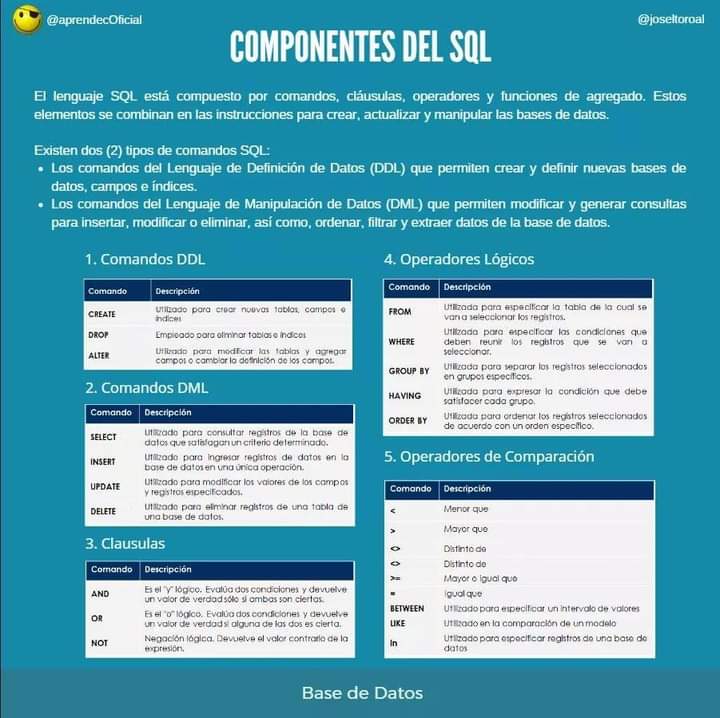 @aprendecOficial
@joseltoroal
COMPONENTES DEL SQL
El lenguaje SQL está compuesto por comandos, cláusulas, operadores y funciones de agregado. Estos
elementos se combinan en las instrucciones para crear, actualizar y manipular las bases de datos.
Existen dos (2) tipos de comandos SQL:
• Los comandos del Lenguaje de Definición de Datos (DDL) que permiten crear y definir nuevas bases de
datos, campos e índices.
• Los comandos del Lenguaje de Manipulación de Datos (DML) que permiten modificar y generar consultas
para insertar, modificar o eliminar, así como, ordenar, filtrar y extraer datos de la base de datos.
1. Comandos DDL
Comando Descripción
CREATE Utilizado para crear nuevas tablas, campos e
índices
DROP Empleado para eliminar tablas e índices
ALTER Utilizado para modificar las tablas y agregar
campos o cambiar la definición de los campos.
2. Comandos DML
Comando Descripción
SELECT Utilizado para consultar registros de la base de
datos que satisfagan un criterio determinado.
INSERT Utilizado para ingresar registros de datos en la
base de datos en una única operación.
UPDATE Utilizado para modificar los valores de los campos
y registros especificados.
DELETE Utilizado para eliminar registros de una tabla de
una base de datos.
3. Clausulas
Comando Descripción
AND Es el "y" lógico. Evalúa dos condiciones y devuelve
un valor de verdad sólo si ambas son ciertas.
OR Es el "o" lógico. Evalúa dos condiciones y devuelve
un valor de verdad si alguna de las dos es cierta.
NOT Negación lógica. Devuelve el valor contrario de la
expresión.
4. Operadores Lógicos
Comando Descripción
FROM Utilizada para especificar la tabla de la cual se
van a seleccionar los registros.
WHERE Utilizada para especificar las condiciones que
deben reunir los registros que se van a
seleccionar.
GROUP BY Utilizada para separar los registros seleccionados
en grupos específicos.
HAVING Utilizada para expresar la condición que debe
satisfacer cada grupo.
ORDER BY Utilizada para ordenar los registros seleccionados
de acuerdo con un orden específico.
5. Operadores de Comparación
Comando Descripción
< Menor que
> Mayor que
<> Distinto de
<> Distinto de
>= Mayor o igual que
= Igual que
BETWEEN Utilizado para especificar un intervalo de valores
LIKE Utilizado en la comparación de un modelo
In Utilizado para especificar registros de una base de
datos
Base de Datos